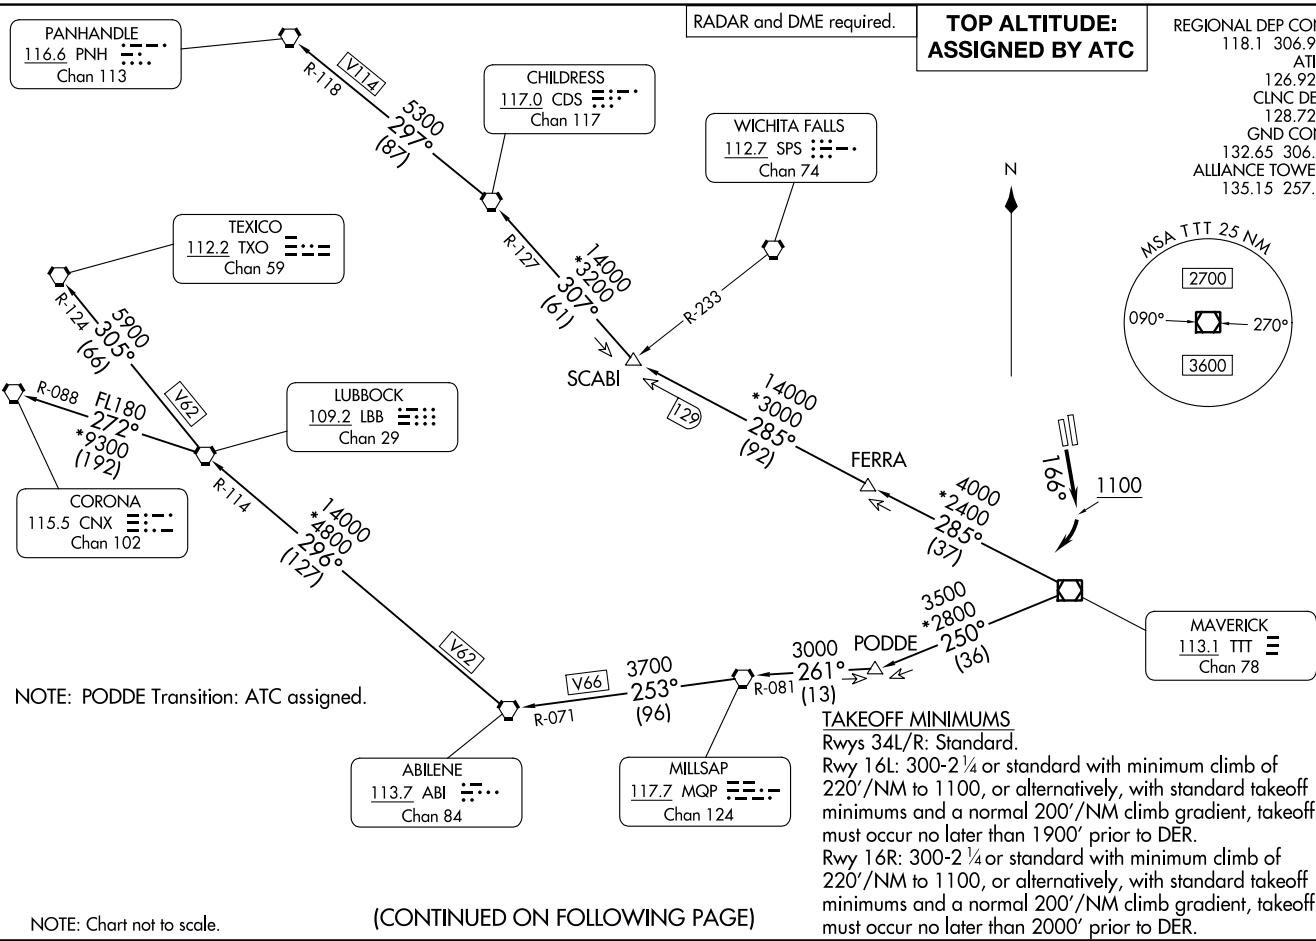 RADAR and DME required.
TOP ALTITUDE:
ASSIGNED BY ATC
REGIONAL DEP CO
118.1 306.9
ATI
126.92
CLNC DE
128.72
GND CO
132.65 306.
ALLIANCE TOWE
135.15 257.
PANHANDLE
116.6 PNH
Chan 113
R-118
V114
5300
297°
(87)
CHILDRESS
117.0 CDS
Chan 117
WICHITA FALLS
112.7 SPS
Chan 74
N
MSA TTT 25 NM
2700
090°
270°
3600
TEXICO
112.2 TXO
Chan 59
R-127
14000
*3200
307°
(61)
R-233
SCABI
129
R-124
5900
305°
(66)
V62
R-088
FL180
272°
*9300
(192)
LUBBOCK
109.2 LBB
Chan 29
14000
*3000
285°
(92)
FERRA
166°
1100
CORONA
115.5 CNX
Chan 102
R-114
14000
*4800
296°
(127)
4000
*2400
285°
(37)
3500
*2800
250°
(36)
PODDE
MAVERICK
113.1 TTT
Chan 78
V62
V66
3700
253°
(96)
R-071
3000
261°
(13)
R-081
NOTE: PODDE Transition: ATC assigned.
ABILENE
113.7 ABI
Chan 84
MILLSAP
117.7 MQP
Chan 124
TAKEOFF MINIMUMS
Rwys 34L/R: Standard.
Rwy 16L: 300-2 ¼ or standard with minimum climb of
220'/NM to 1100, or alternatively, with standard takeoff
minimums and a normal 200'/NM climb gradient, takeoff
must occur no later than 1900' prior to DER.
Rwy 16R: 300-2 ¼ or standard with minimum climb of
220'/NM to 1100, or alternatively, with standard takeoff
minimums and a normal 200'/NM climb gradient, takeoff
must occur no later than 2000' prior to DER.
NOTE: Chart not to scale.
(CONTINUED ON FOLLOWING PAGE)